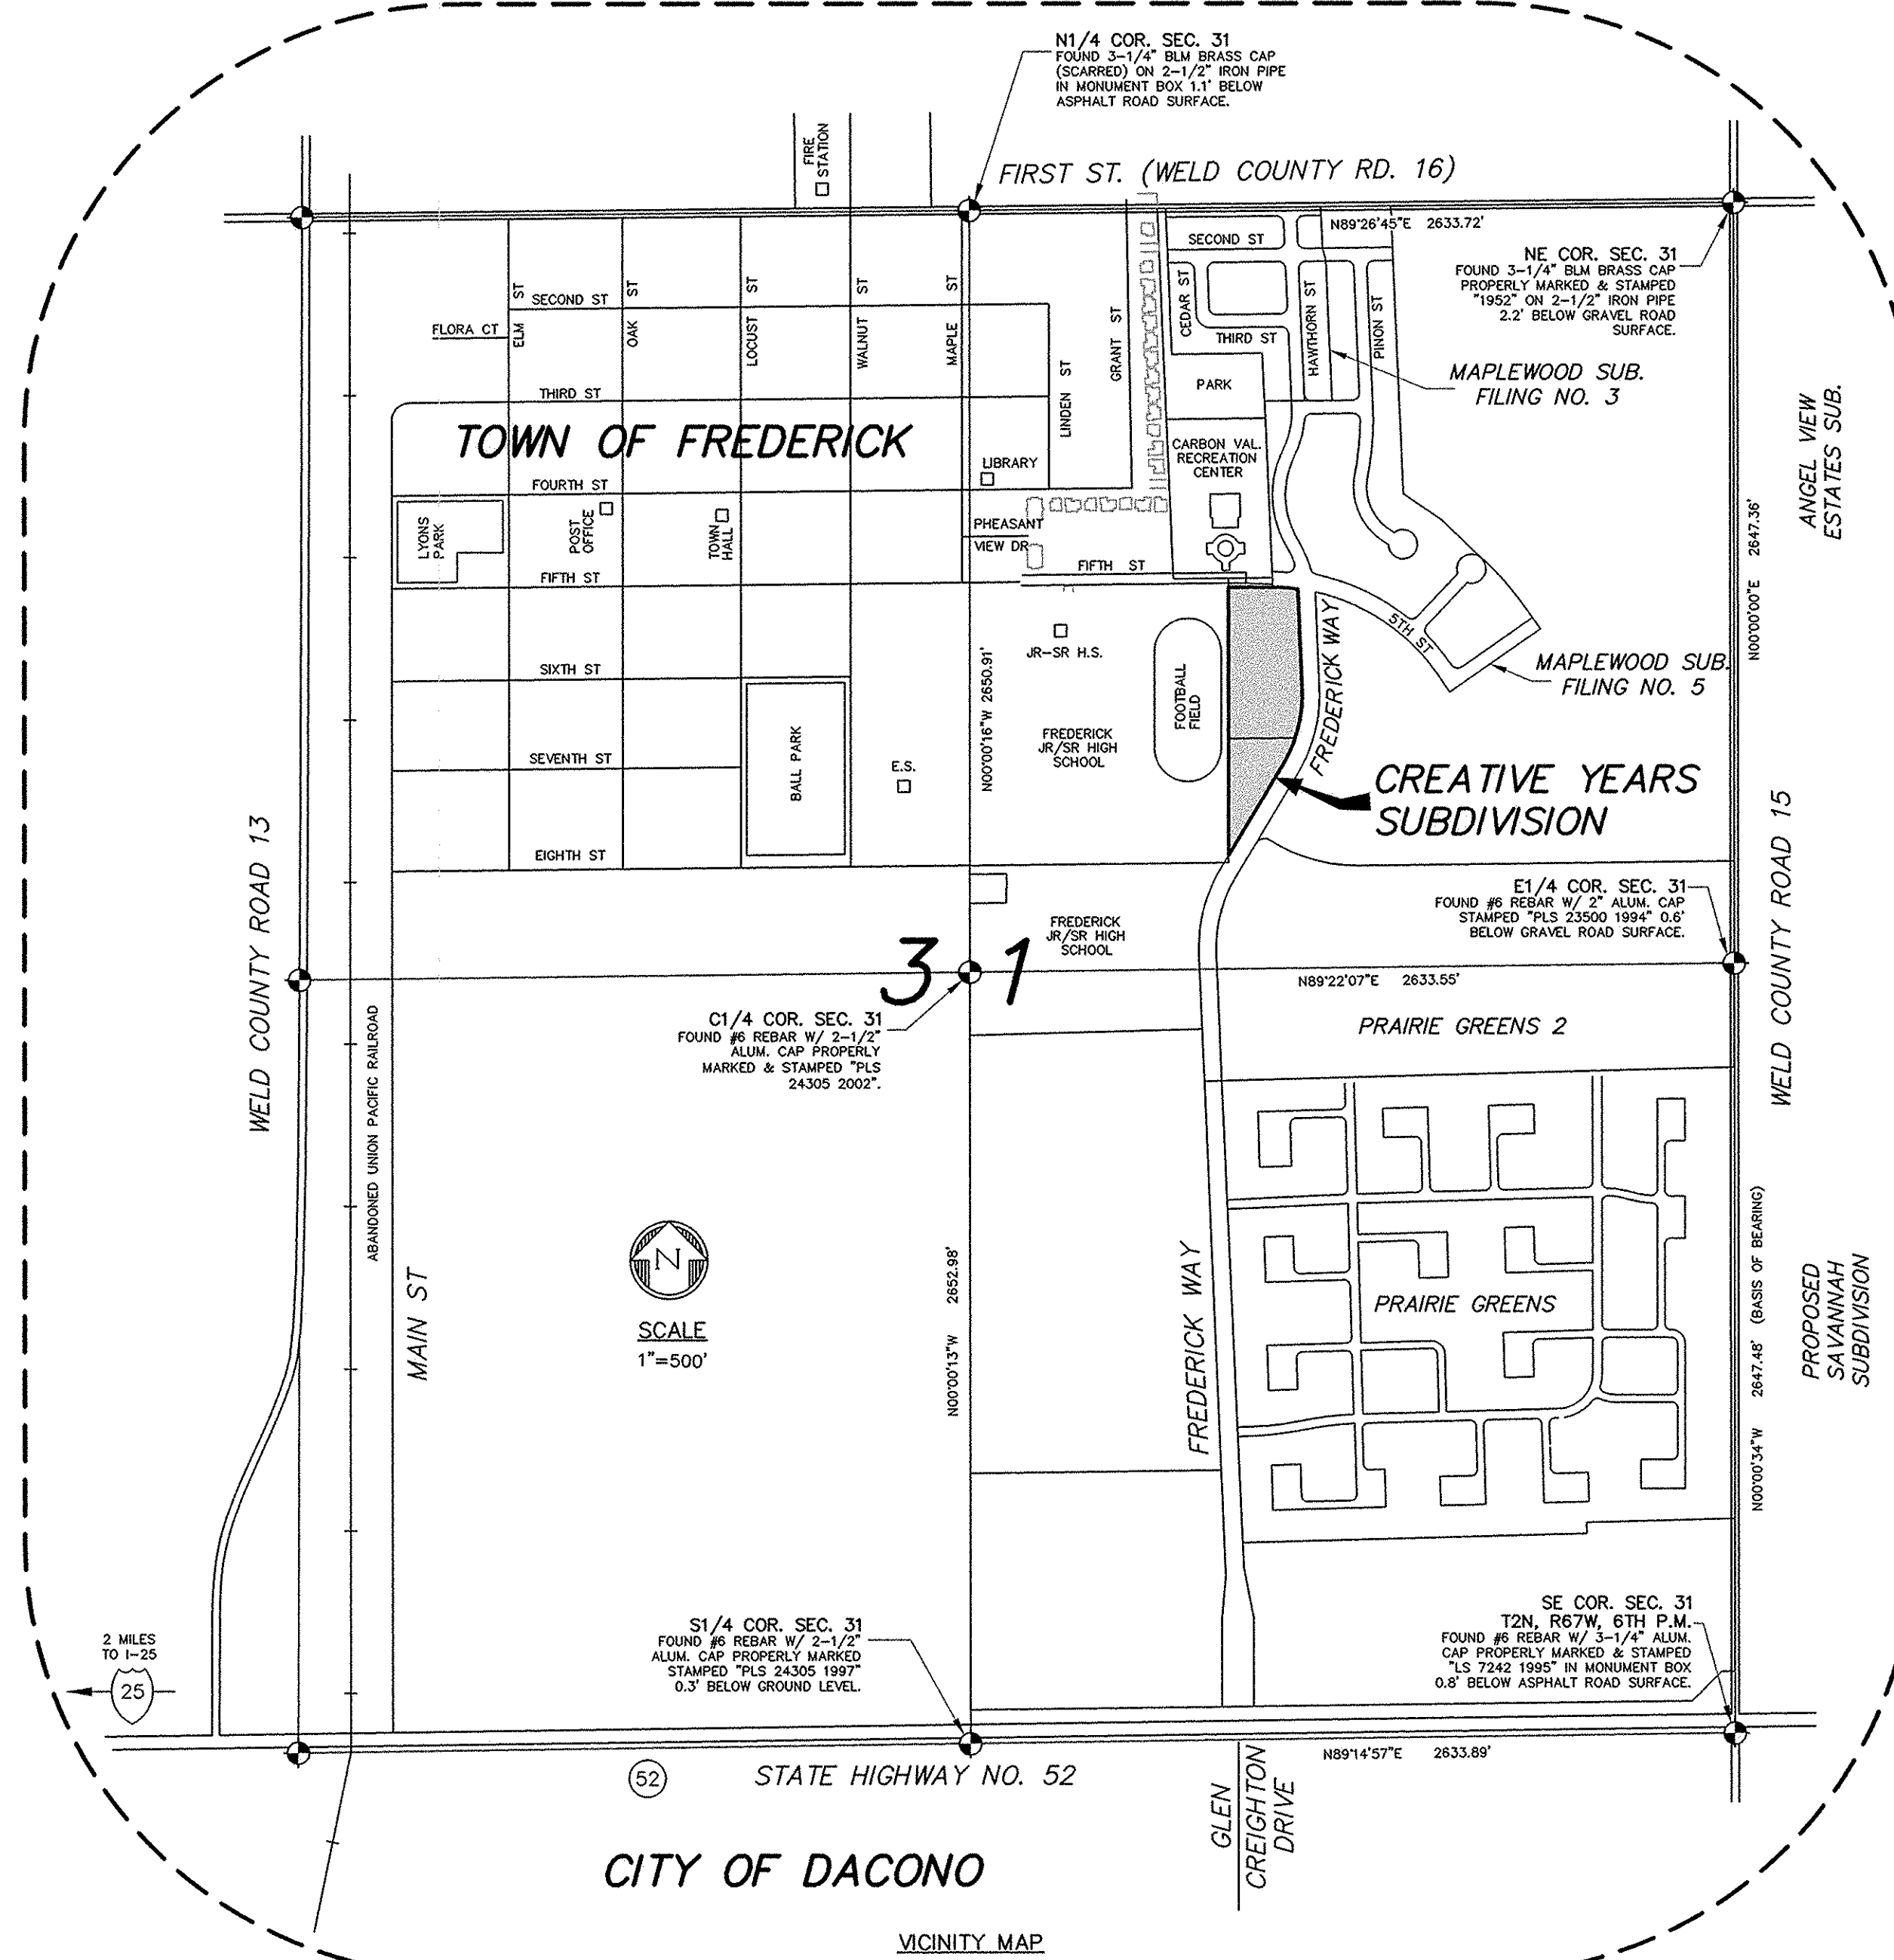 N1/4 COR. SEC. 31
FOUND 3-1/4" BLM BRASS CAP
(SCARRED) ON 2-1/2" IRON PIPE
IN MONUMENT BOX 1.1' BELOW
ASPHALT ROAD SURFACE.
FIRE
STATION
FIRST ST. (WELD COUNTY RD. 16)
N89°26'45"E 2633.72'
NE COR. SEC. 31
FOUND 3-1/4" BLM BRASS CAP
PROPERLY MARKED & STAMPED
"1952" ON 2-1/2" IRON PIPE
2.2' BELOW GRAVEL ROAD
SURFACE.
SECOND ST
CEDAR ST
HAWTHORN ST
PINON ST
THIRD ST
SECOND ST
FLORA CT
ELM ST
OAK ST
LOCUST ST
WALNUT ST
MAPLE ST
LINDEN ST
GRANT ST
PARK
MAPLEWOOD SUB.
FILING NO. 3
THIRD ST
TOWN OF FREDERICK
LIBRARY
CARBON VAL.
RECREATION
CENTER
ANGEL VIEW
ESTATES SUB.
FOURTH ST
LYONS
PARK
POST
OFFICE
TOWN
HALL
PHEASANT
VIEW DR
FIFTH ST
FIFTH ST
N00°00'00"E 2647.36'
5TH ST
JR-SR H.S.
FOOTBALL
FIELD
FREDERICK WAY
MAPLEWOOD SUB.
FILING NO. 5
SIXTH ST
N00°00'16"W 2650.91'
FREDERICK
JR/SR HIGH
SCHOOL
SEVENTH ST
BALL PARK
E.S.
CREATIVE YEARS
SUBDIVISION
EIGHTH ST
WELD COUNTY ROAD 13
WELD COUNTY ROAD 15
E1/4 COR. SEC. 31
FOUND #6 REBAR W/ 2" ALUM. CAP
STAMPED "PLS 23500 1994" 0.6'
BELOW GRAVEL ROAD SURFACE.
FREDERICK
JR/SR HIGH
SCHOOL
31
N89°22'07"E 2633.55'
C1/4 COR. SEC. 31
FOUND #6 REBAR W/ 2-1/2"
ALUM. CAP PROPERLY
MARKED & STAMPED "PLS
24305 2002".
PRAIRIE GREENS 2
ABANDONED UNION PACIFIC RAILROAD
MAIN ST
N
SCALE
1"=500'
N00°00'13"W 2652.98'
FREDERICK WAY
PRAIRIE GREENS
N00°00'34"W 2647.48' (BASIS OF BEARING)
PROPOSED
SAVANNAH
SUBDIVISION
2 MILES
TO I-25
25
S1/4 COR. SEC. 31
FOUND #6 REBAR W/ 2-1/2"
ALUM. CAP PROPERLY MARKED
STAMPED "PLS 24305 1997"
0.3' BELOW GROUND LEVEL.
SE COR. SEC. 31
T2N, R67W, 6TH P.M.
FOUND #6 REBAR W/ 3-1/4" ALUM.
CAP PROPERLY MARKED & STAMPED
"LS 7242 1995" IN MONUMENT BOX
0.8' BELOW ASPHALT ROAD SURFACE.
N89°14'57"E 2633.89'
52
STATE HIGHWAY NO. 52
GLEN
CREIGHTON
DRIVE
CITY OF DACONO
VICINITY MAP